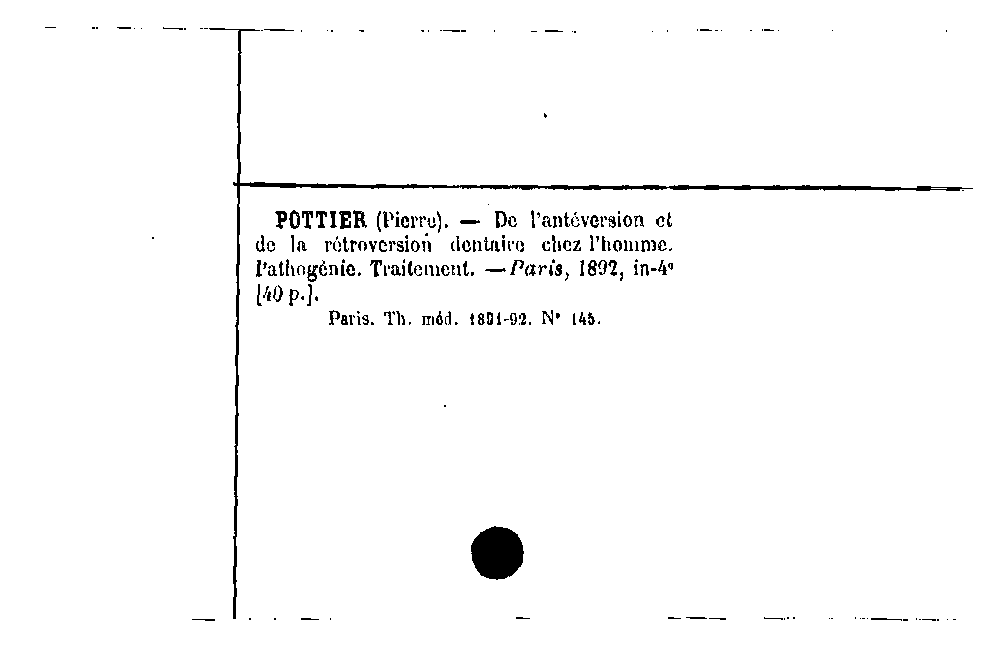 POTTIER (Pierre). — De l'antéversion et
de la rétroversion dentaire chez l'homme.
Pathogénie. Traitement. — Paris, 1892, in-4°
[40 p.].
Paris. Th. méd. 1891-92. N° 145.